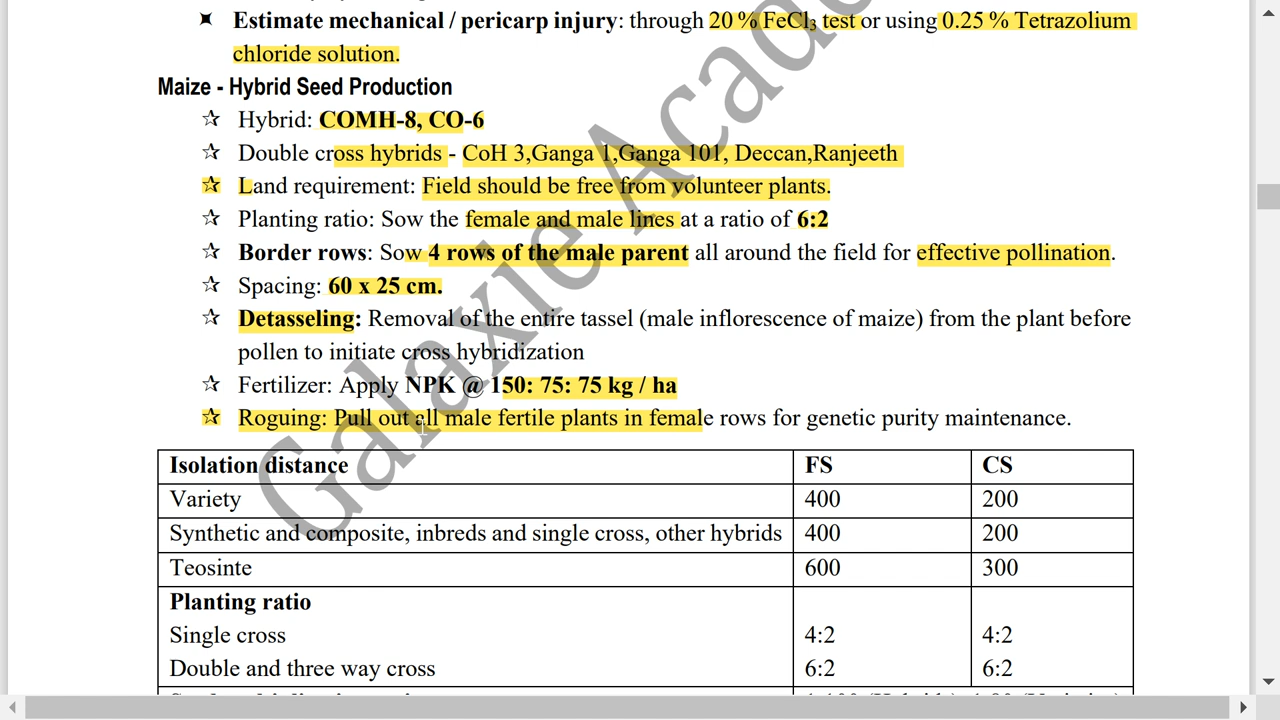 Estimate mechanical / pericarp injury: through 20 % FeCl3 test or using 0.25 % Tetrazolium
chloride solution.
Maize - Hybrid Seed Production
Hybrid: COMH-8, CO-6
Double cross hybrids - CoH 3,Ganga 1,Ganga 101, Deccan,Ranjeeth
Land requirement: Field should be free from volunteer plants.
Planting ratio: Sow the female and male lines at a ratio of 6:2
Border rows: Sow 4 rows of the male parent all around the field for effective pollination.
Spacing: 60 x 25 cm.
Detasseling: Removal of the entire tassel (male inflorescence of maize) from the plant before
pollen to initiate cross hybridization
Fertilizer: Apply NPK @ 150: 75: 75 kg / ha
Roguing: Pull out all male fertile plants in female rows for genetic purity maintenance.
Isolation distance FS CS
Variety 400 200
Synthetic and composite, inbreds and single cross, other hybrids 400 200
Teosinte 600 300
Planting ratio
Single cross 4:2 4:2
Double and three way cross 6:2 6:2
Galaxie Acad